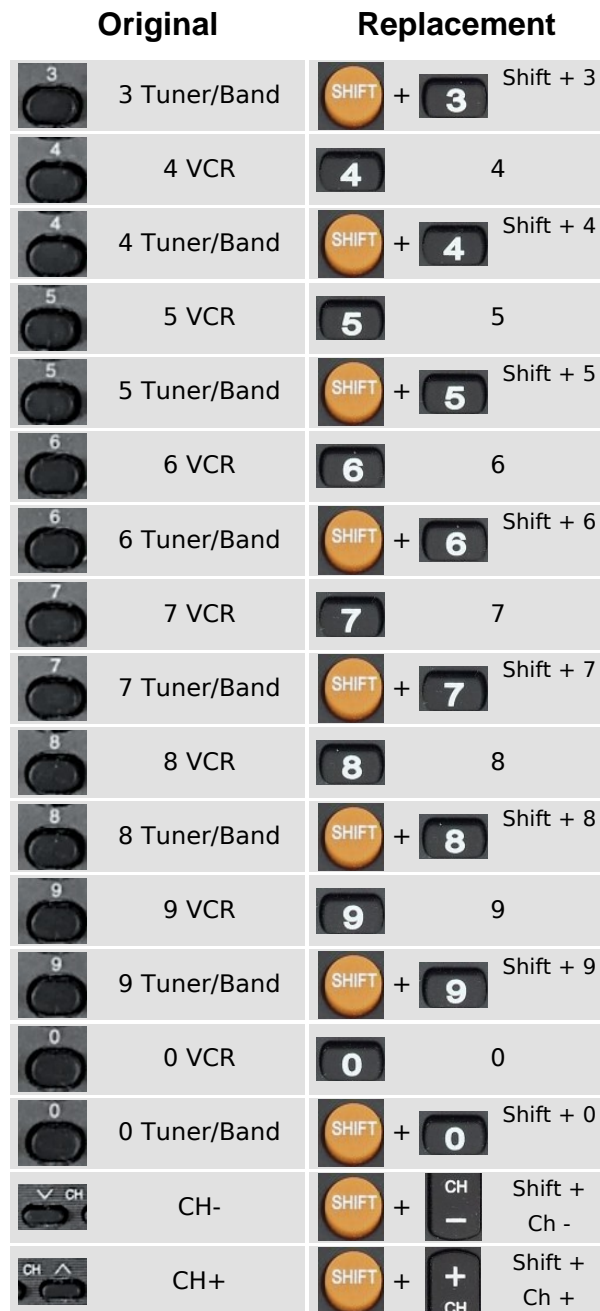 Original Replacement
3 3 Tuner/Band SHIFT + 3 Shift + 3
4 4 VCR 4 4
4 4 Tuner/Band SHIFT + 4 Shift + 4
5 5 VCR 5 5
5 5 Tuner/Band SHIFT + 5 Shift + 5
6 6 VCR 6 6
6 6 Tuner/Band SHIFT + 6 Shift + 6
7 7 VCR 7 7
7 7 Tuner/Band SHIFT + 7 Shift + 7
8 8 VCR 8 8
8 8 Tuner/Band SHIFT + 8 Shift + 8
9 9 VCR 9 9
9 9 Tuner/Band SHIFT + 9 Shift + 9
0 0 VCR 0 0
0 0 Tuner/Band SHIFT + 0 Shift + 0
CH CH- SHIFT + CH − Shift +
Ch -
CH CH+ SHIFT + + CH Shift +
Ch +